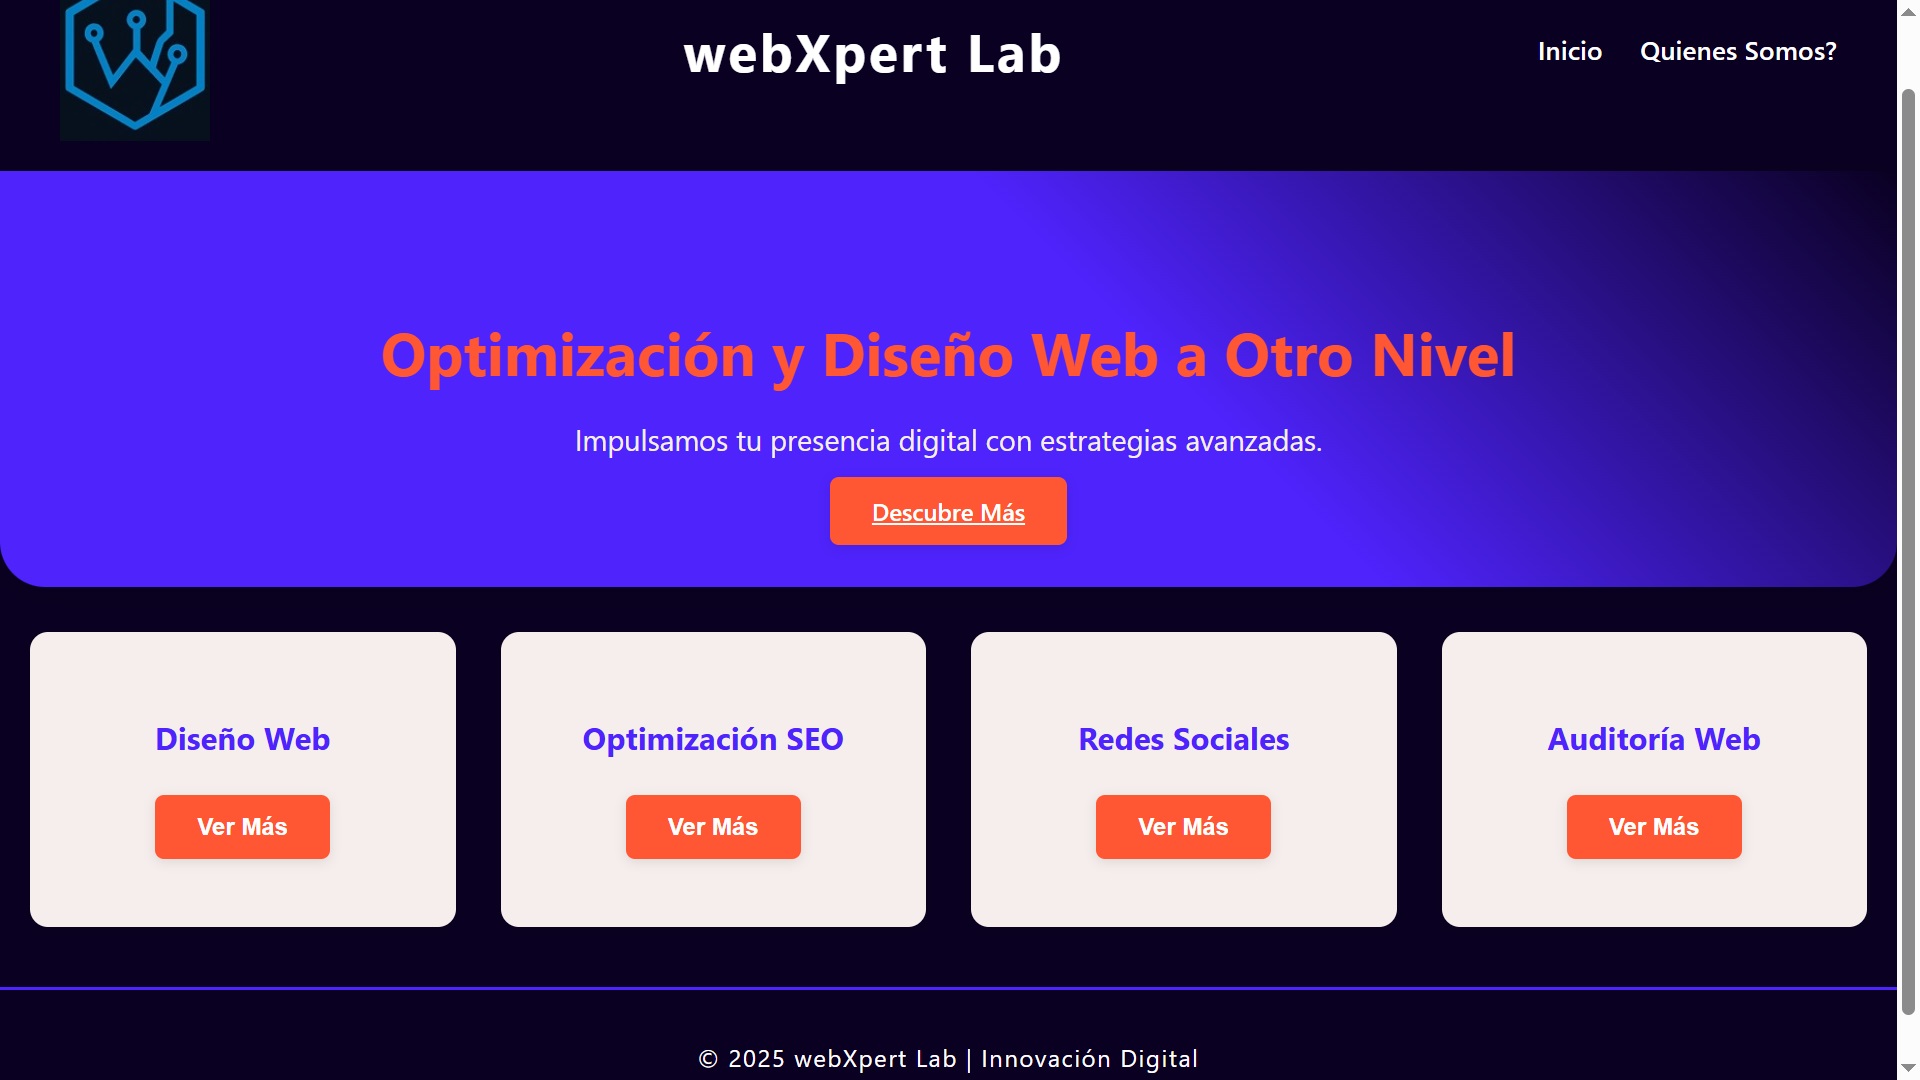 webXpert Lab
Inicio
Quienes Somos?
Optimización y Diseño Web a Otro Nivel
Impulsamos tu presencia digital con estrategias avanzadas.
Descubre Más
Diseño Web
Ver Más
Optimización SEO
Ver Más
Redes Sociales
Ver Más
Auditoría Web
Ver Más
© 2025 webXpert Lab | Innovación Digital